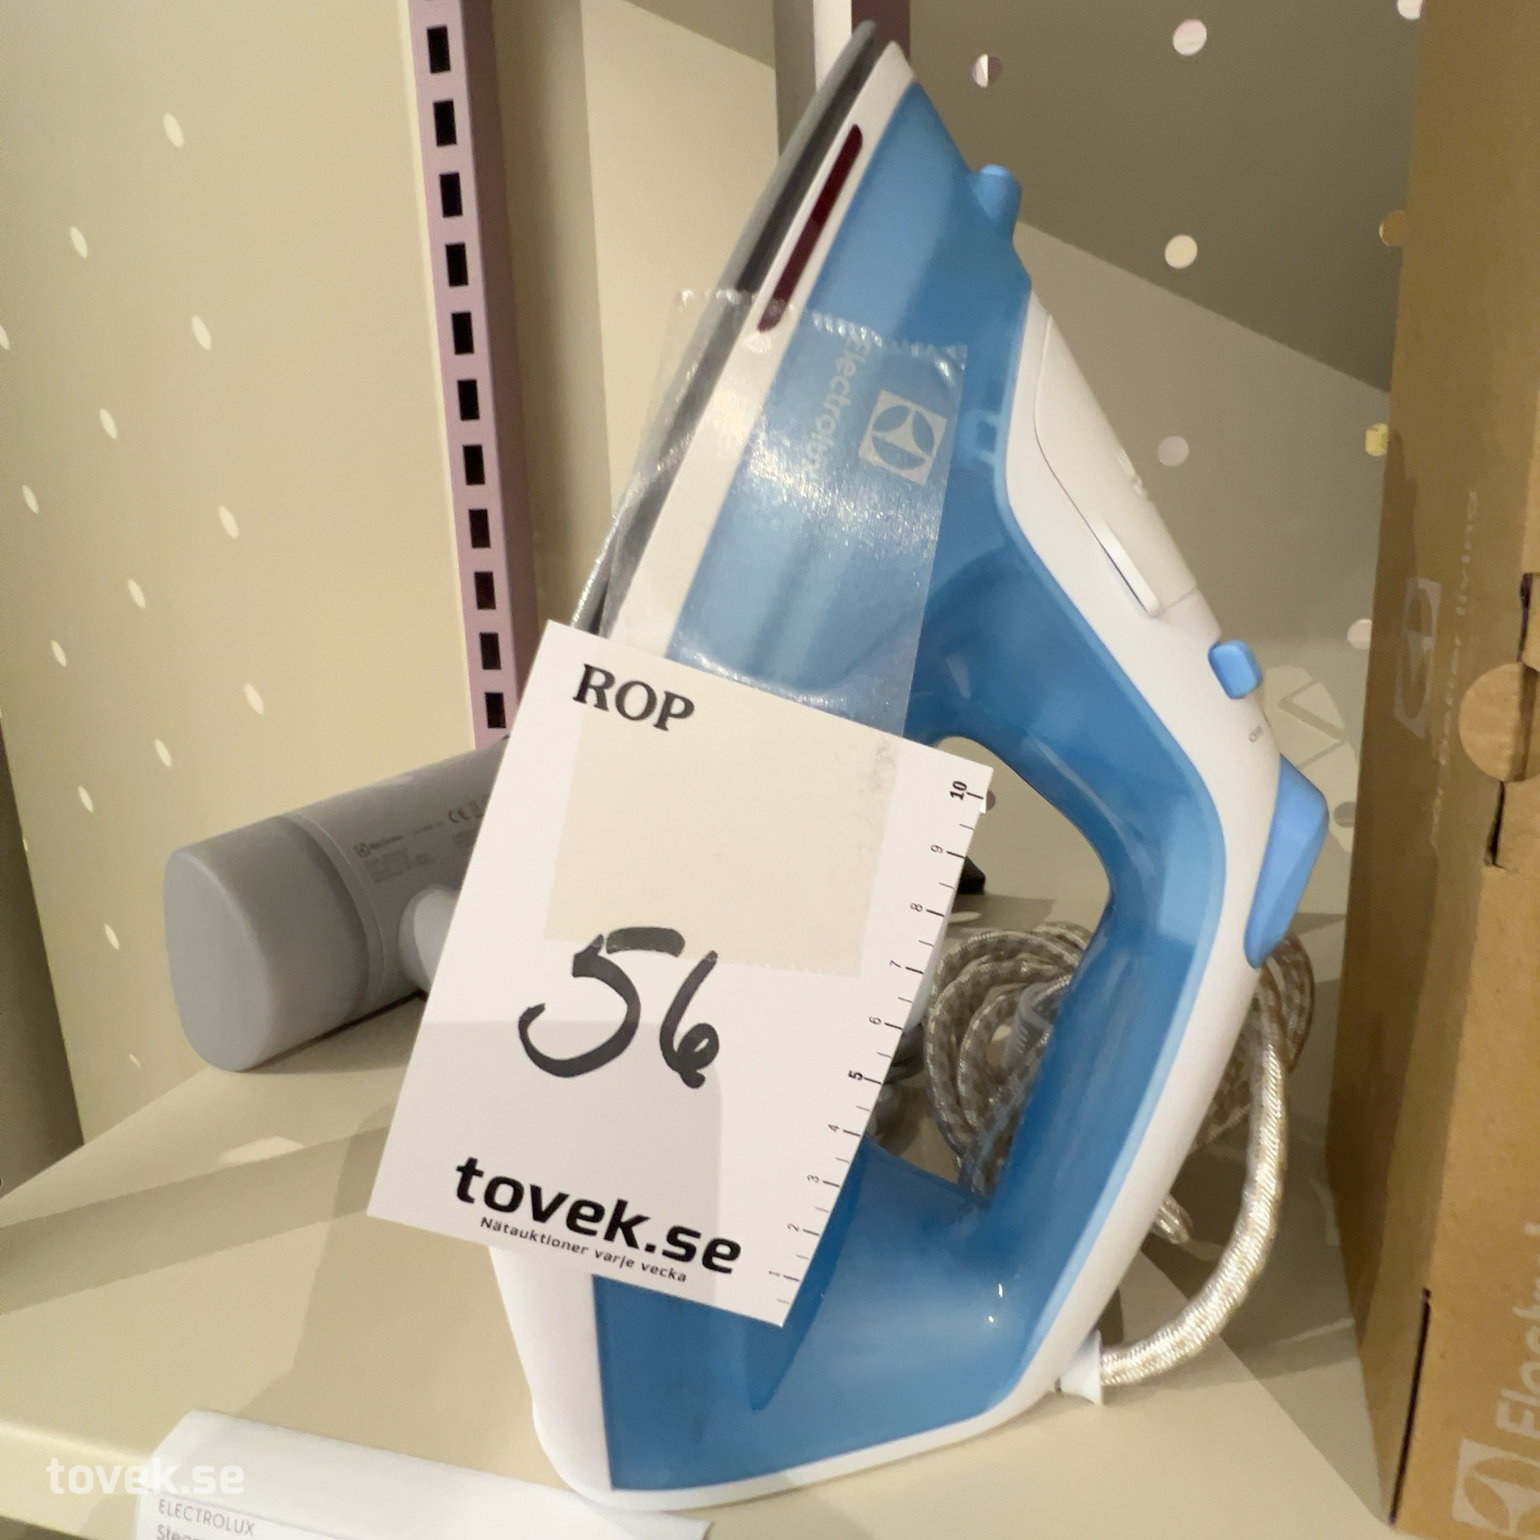 Electrolux
ROP
10
9
8
7
6
5
4
3
2
1
56
tovek.se
Nätauktioner varje vecka
CE
tovek.se
ELECTROLUX